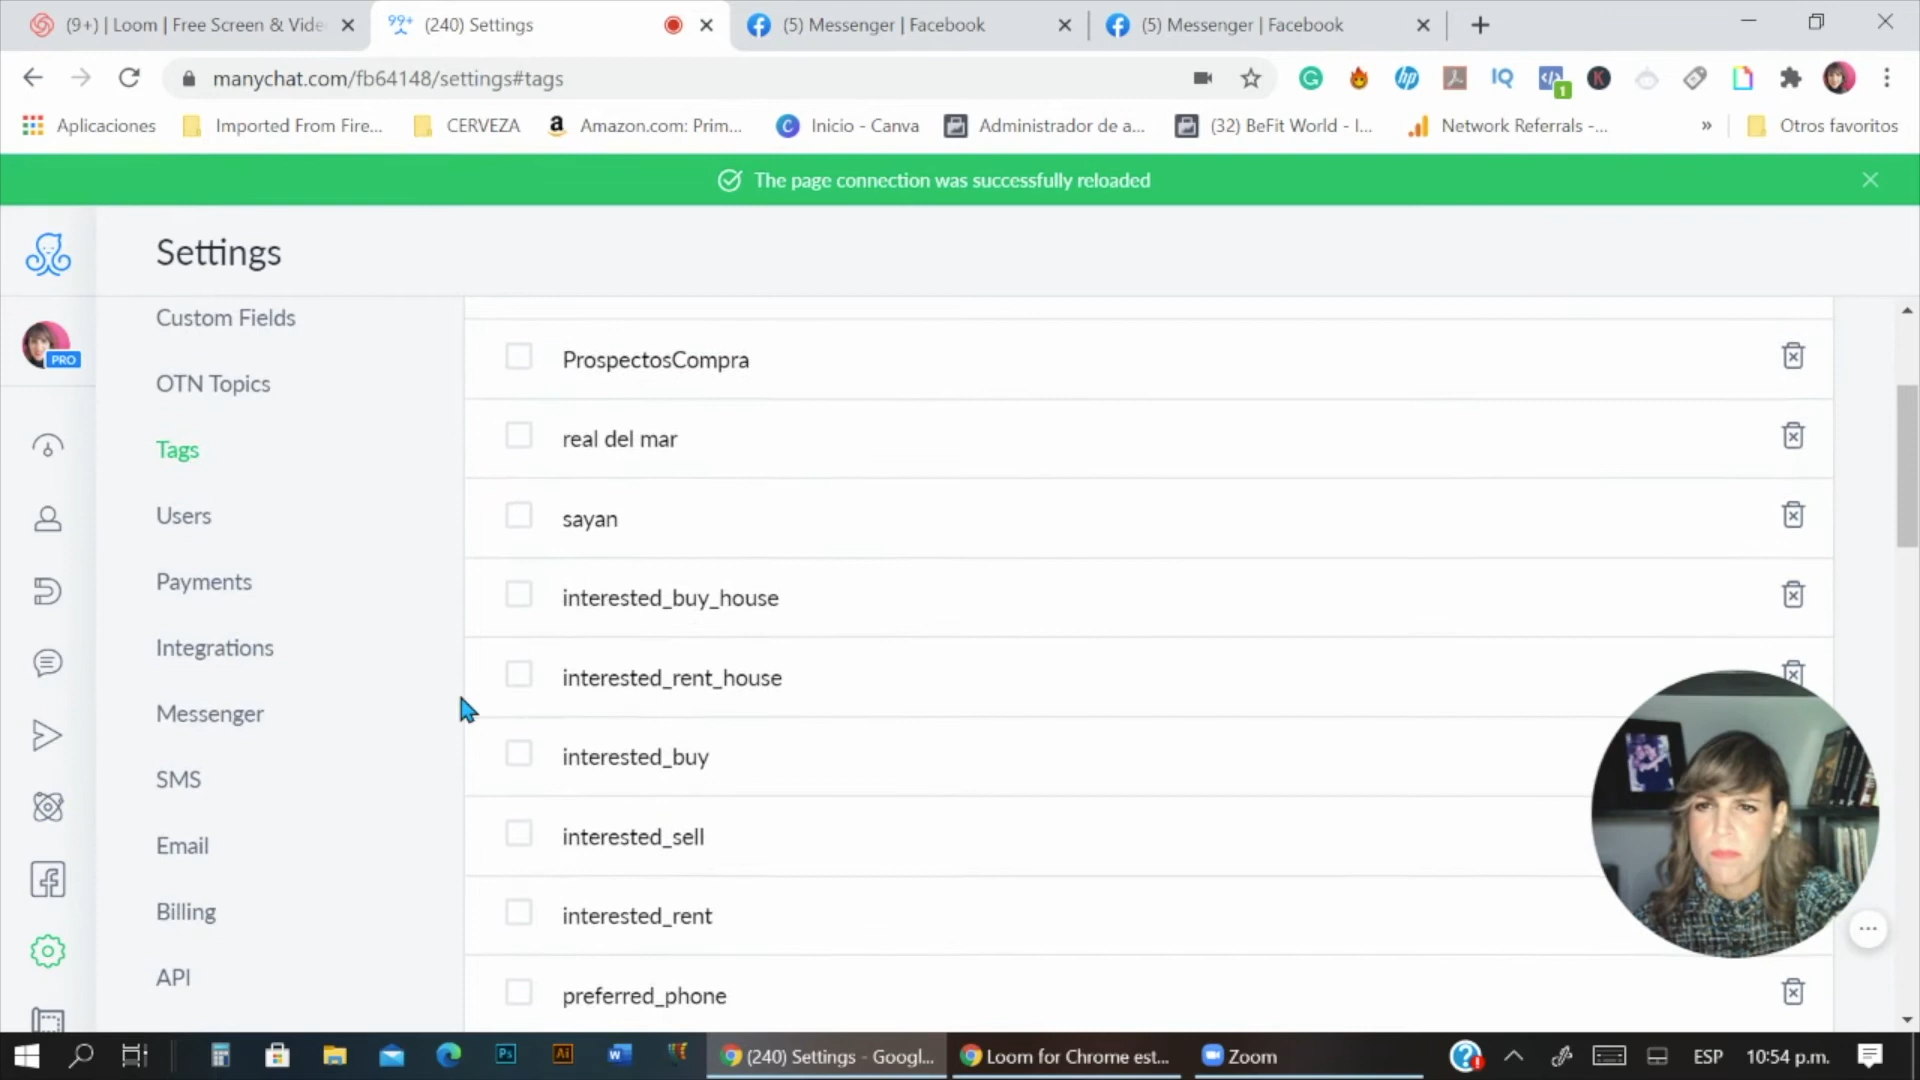 (9+) | Loom | Free Screen & Vide
99+ (240) Settings
(5) Messenger | Facebook
(5) Messenger | Facebook
manychat.com/fb64148/settings#tags
IQ
1
K
Aplicaciones
Imported From Fire...
CERVEZA
Amazon.com: Prim...
Inicio - Canva
Administrador de a...
(32) BeFit World - I...
Network Referrals -...
»
Otros favoritos
The page connection was successfully reloaded
Settings
PRO
Custom Fields
OTN Topics
Tags
Users
Payments
Integrations
Messenger
SMS
Email
Billing
API
ProspectosCompra
real del mar
sayan
interested_buy_house
interested_rent_house
interested_buy
interested_sell
interested_rent
preferred_phone
(240) Settings - Googl...
Loom for Chrome est...
Zoom
ESP
10:54 p.m.